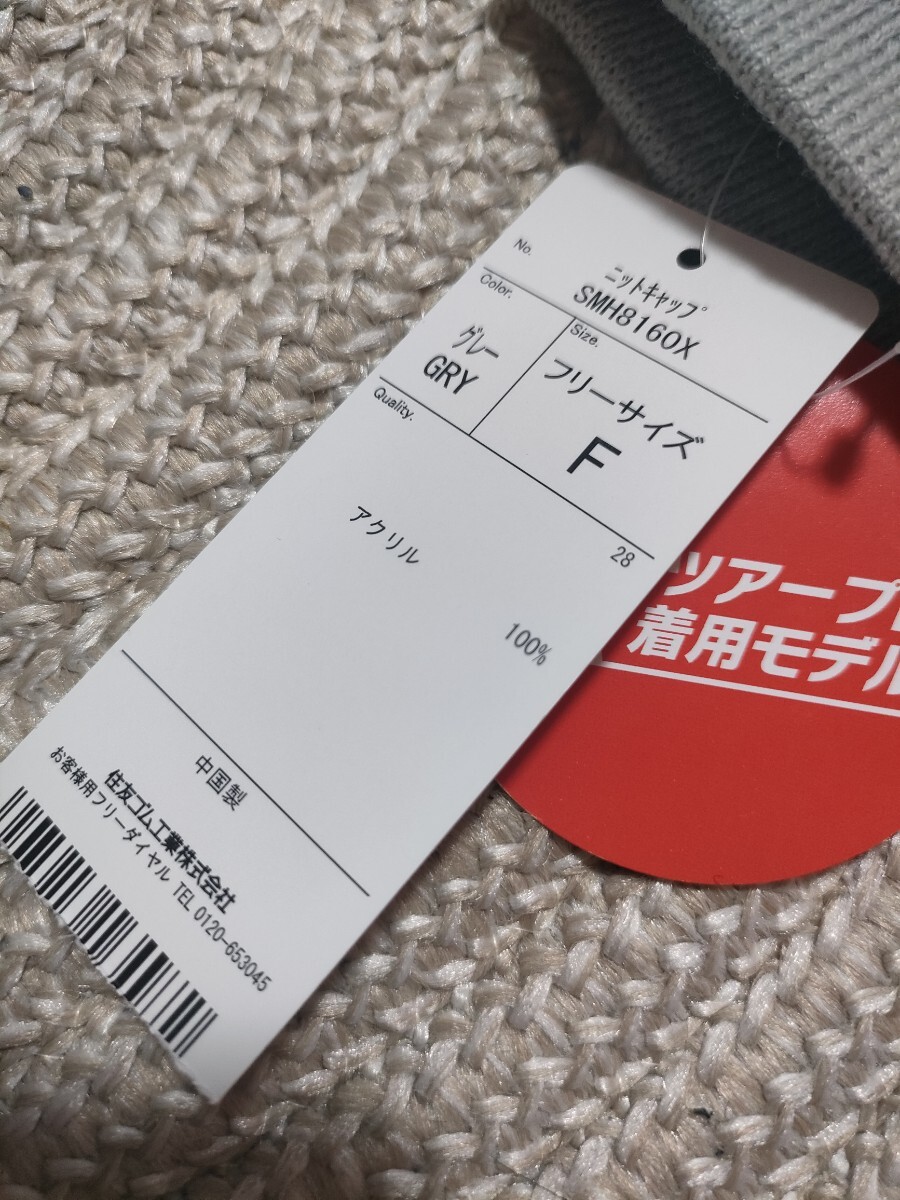 No.
ニットキャップ
SMH8160X
Color.
グレー
GRY
Size.
フリーサイズ
F
Quality.
28
アクリル
100%
中国製
住友ゴム工業株式会社
お客様用フリーダイヤル TEL 0120-653045
ツアープ
着用モデル